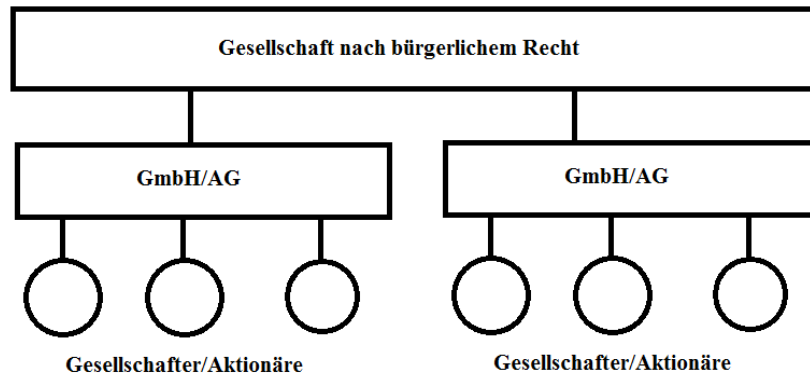 Gesellschaft nach bürgerlichem Recht
GmbH/AG
GmbH/AG
Gesellschafter/Aktionäre
Gesellschafter/Aktionäre